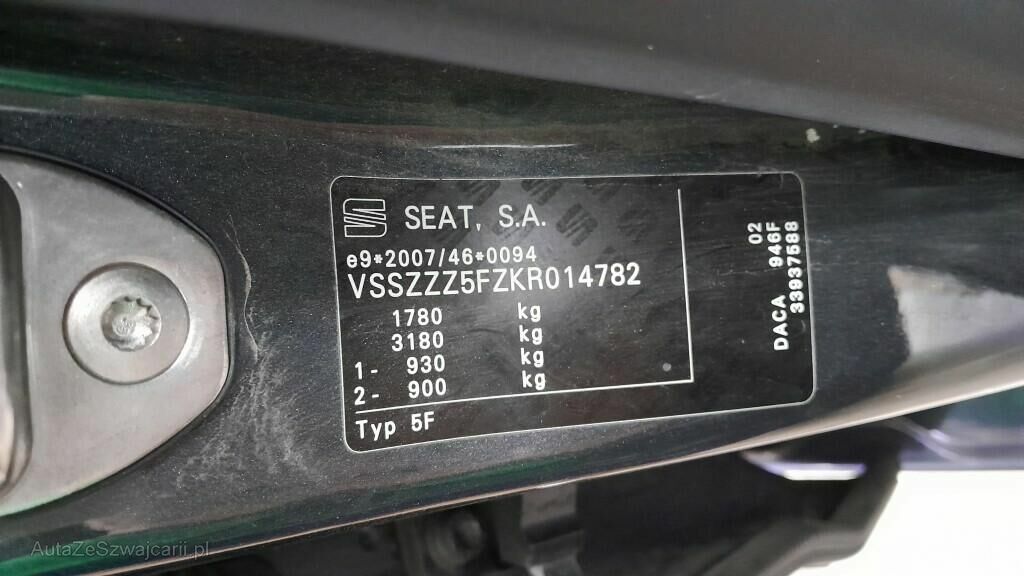 SEAT, S.A.
e9*2007/46*0094
VSSZZZ5FZKR014782
1780 kg
3180 kg
1- 930 kg
2- 900 kg
Typ 5F
02
DACA 946F
33937588
AutaZeSzwajcarii.pl